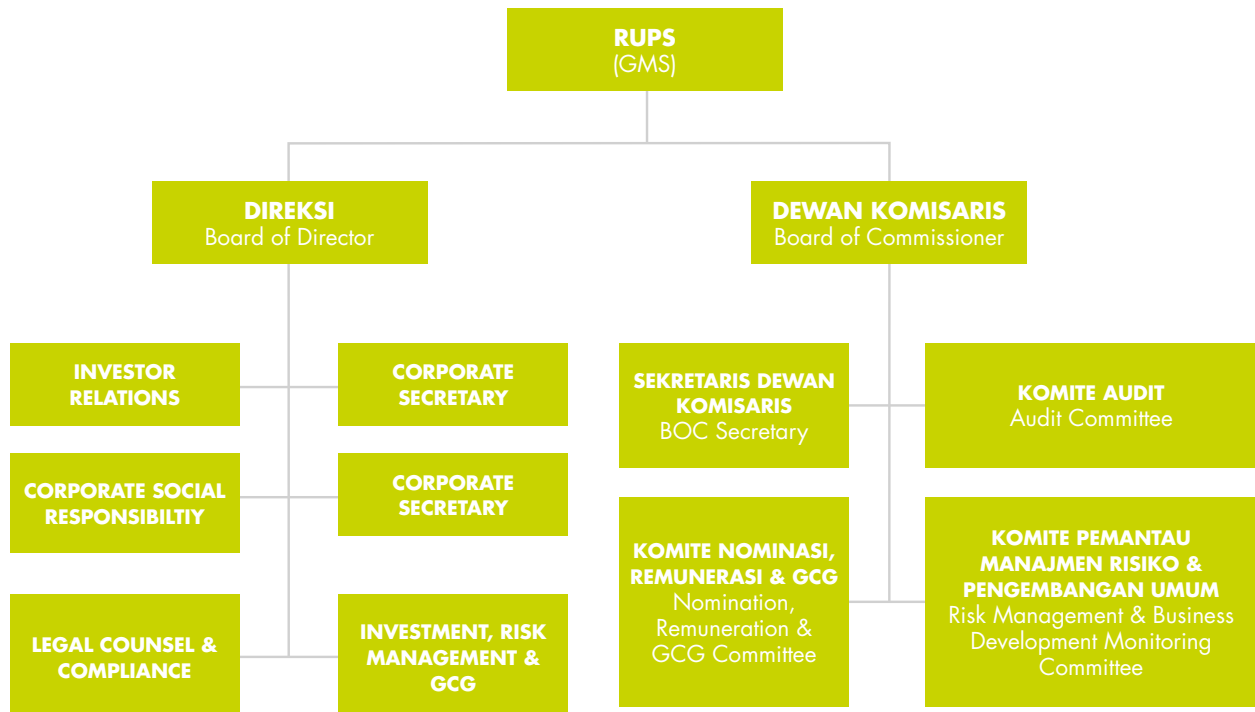 RUPS
(GMS)
DIREKSI
Board of Director
DEWAN KOMISARIS
Board of Commissioner
INVESTOR
RELATIONS
CORPORATE
SECRETARY
SEKRETARIS DEWAN
KOMISARIS
BOC Secretary
KOMITE AUDIT
Audit Committee
CORPORATE SOCIAL
RESPONSIBILTIY
CORPORATE
SECRETARY
KOMITE NOMINASI,
REMUNERASI & GCG
Nomination,
Remuneration &
GCG Committee
KOMITE PEMANTAU
MANAJMEN RISIKO &
PENGEMBANGAN UMUM
Risk Management & Business
Development Monitoring
Committee
LEGAL COUNSEL &
COMPLIANCE
INVESTMENT, RISK
MANAGEMENT &
GCG